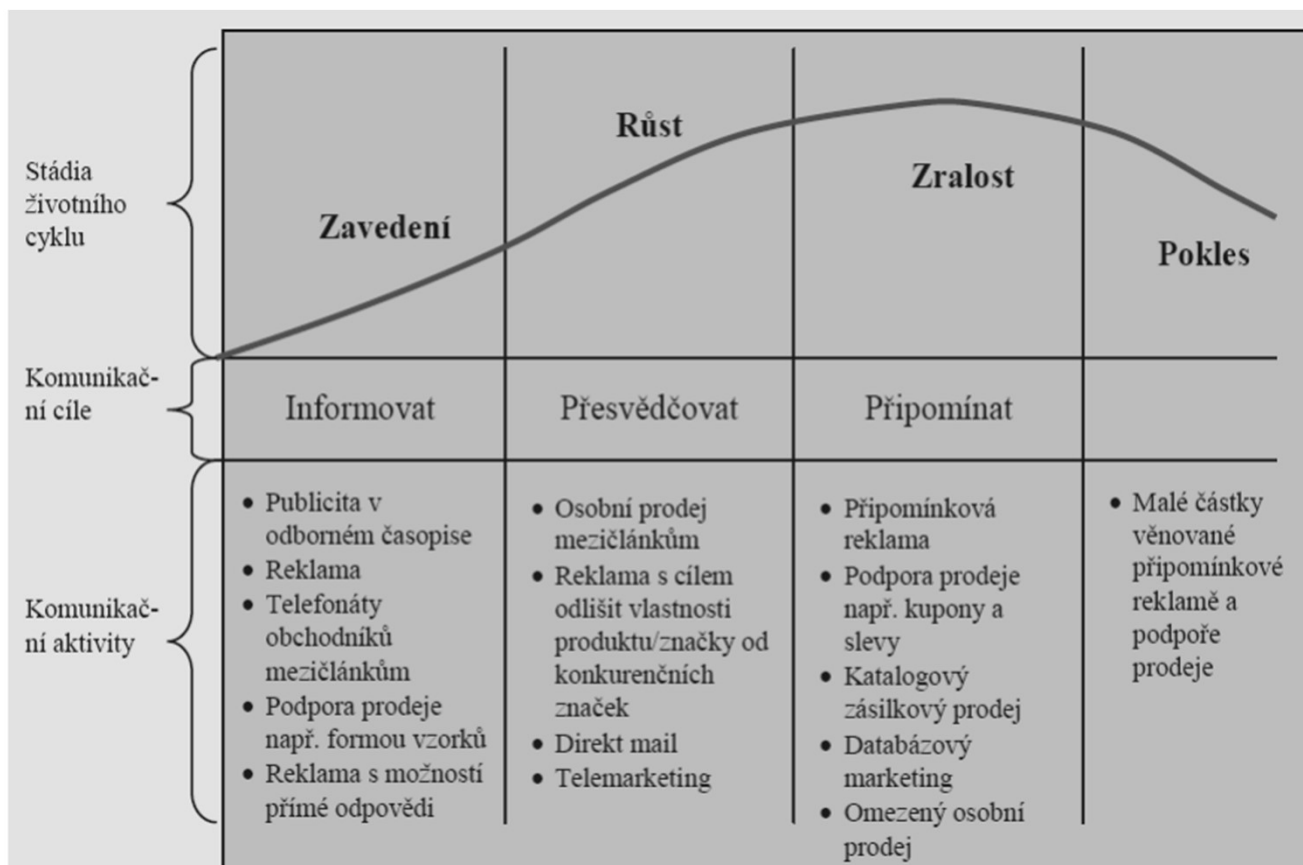 Stádia
životního
cyklu
Zavedení
Růst
Zralost
Pokles
Komunikač-
ní cíle
Informovat
Přesvědčovat
Připomínat
Komunikač-
ní aktivity
• Publicita v
odborném časopise
• Reklama
• Telefonáty
obchodníků
mezičlánkům
• Podpora prodeje
např. formou vzorků
• Reklama s možností
přímé odpovědi
• Osobní prodej
mezičlánkům
• Reklama s cílem
odlišit vlastnosti
produktu/značky od
konkurenčních
značek
• Direkt mail
• Telemarketing
• Připomínková
reklama
• Podpora prodeje
např. kupony a
slevy
• Katalogový
zásilkový prodej
• Databázový
marketing
• Omezený osobní
prodej
• Malé částky
věnované
připomínkové
reklamě a
podpoře
prodeje